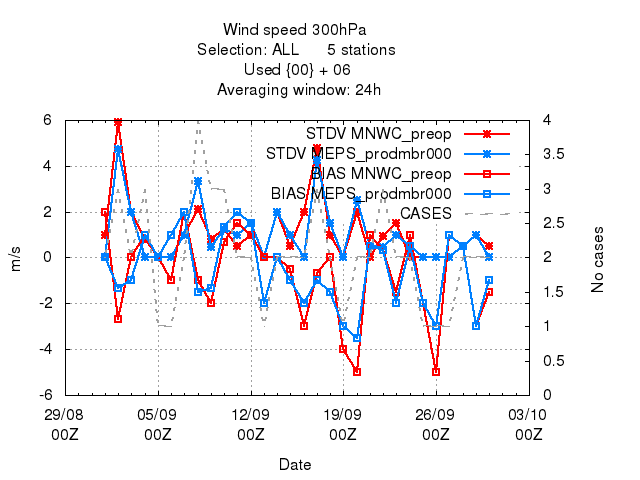 Wind speed 300hPa
Selection: ALL 5 stations
Used {00} + 06
Averaging window: 24h
STDV MNWC_preop
STDV MEPS_prodmbr000
BIAS MNWC_preop
BIAS MEPS_prodmbr000
CASES
m/s
6
4
2
0
-2
-4
-6
No cases
4
3.5
3
2.5
2
1.5
1
0.5
0
29/08 05/09 12/09 19/09 26/09 03/10
00Z 00Z 00Z 00Z 00Z 00Z
Date